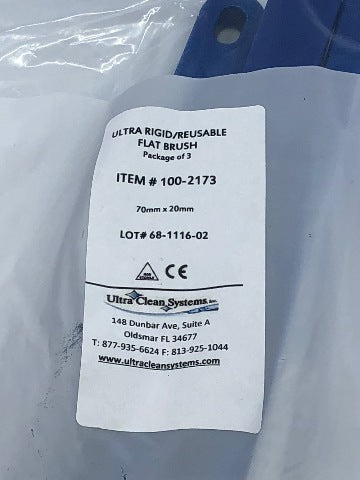 ULTRA RIGID/REUSABLE
FLAT BRUSH
Package of 3
ITEM # 100-2173
70mm x 20mm
LOT# 68-1116-02
NON STERILE
CE
Ultra Clean Systems, Inc.
148 Dunbar Ave, Suite A
Oldsmar FL 34677
T: 877-935-6624 F: 813-925-1044
www.ultracleansystems.com